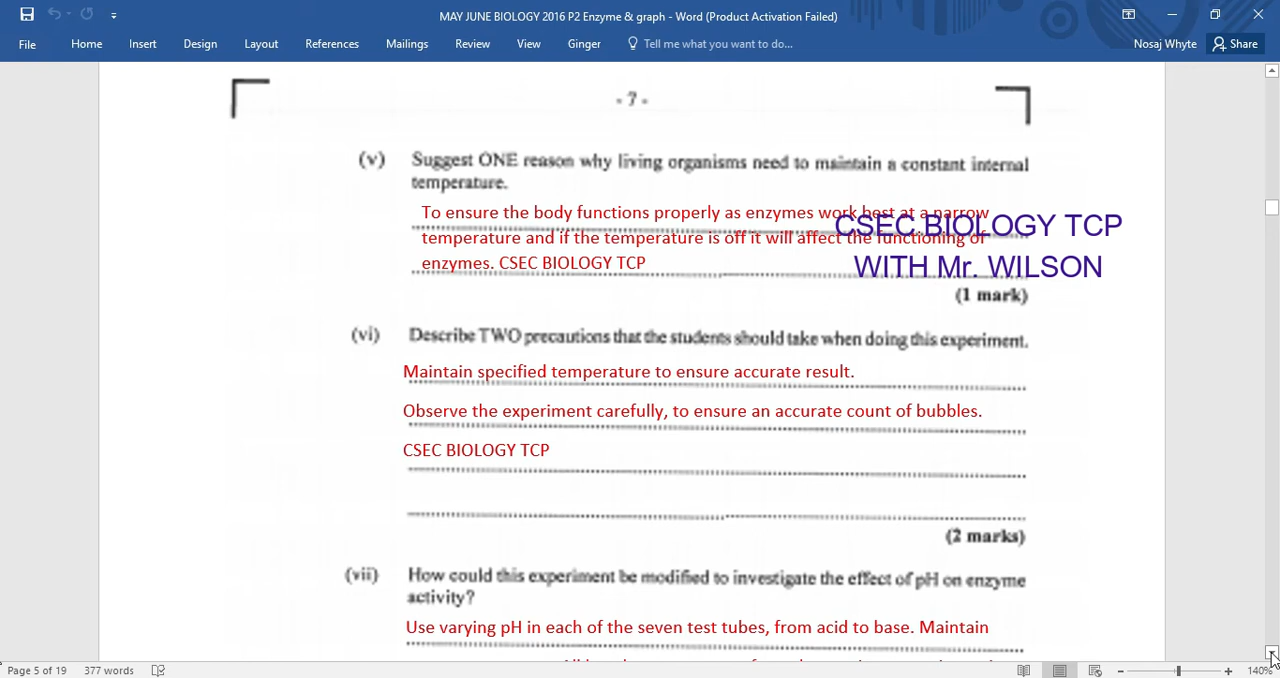 MAY JUNE BIOLOGY 2016 P2 Enzyme & graph - Word (Product Activation Failed)
File Home Insert Design Layout References Mailings Review View Ginger Tell me what you want to do... Nosaj Whyte Share
- 7 -
(v) Suggest ONE reason why living organisms need to maintain a constant internal
temperature.
To ensure the body functions properly as enzymes work best at a narrow
CSEC BIOLOGY TCP
temperature and if the temperature is off it will affect the functioning of
enzymes. CSEC BIOLOGY TCP
WITH Mr. WILSON
(1 mark)
(vi) Describe TWO precautions that the students should take when doing this experiment.
Maintain specified temperature to ensure accurate result.
Observe the experiment carefully, to ensure an accurate count of bubbles.
CSEC BIOLOGY TCP
(2 marks)
(vii) How could this experiment be modified to investigate the effect of pH on enzyme
activity?
Use varying pH in each of the seven test tubes, from acid to base. Maintain
Page 5 of 19 377 words 140%